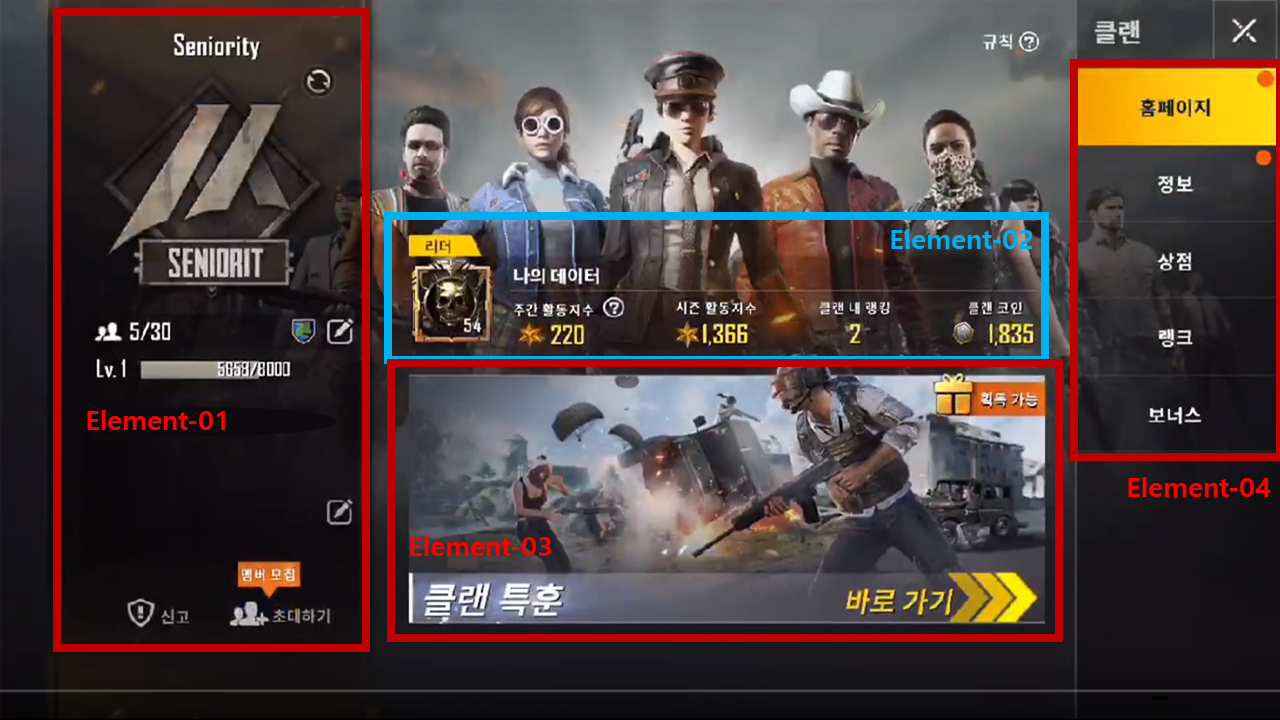 Seniority
SENIORIT
5/30
Lv. 1
5653/8000
Element-01
멤버 모집
신고
초대하기
규칙 ?
Element-02
리더
54
나의 데이터
주간 활동지수 ?
220
시즌 활동지수
1,366
클랜 내 랭킹
2
클랜 코인
1,835
획득 가능
Element-03
클랜 특훈
바로 가기
클랜
홈페이지
정보
상점
랭크
보너스
Element-04